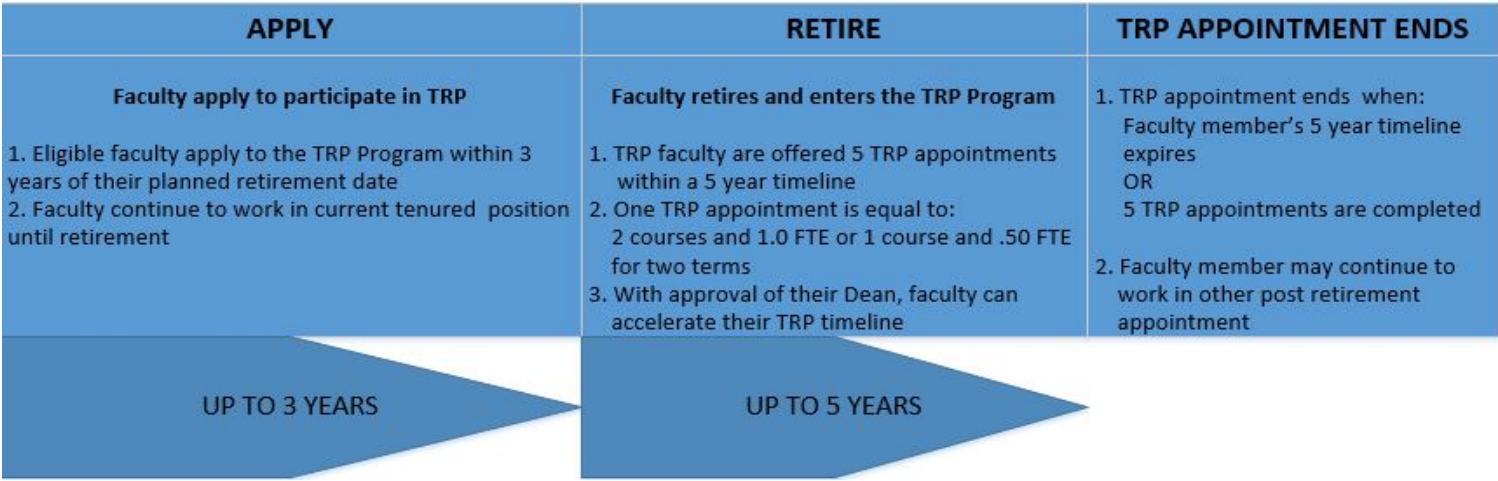 APPLY
Faculty apply to participate in TRP
1. Eligible faculty apply to the TRP Program within 3
years of their planned retirement date
2. Faculty continue to work in current tenured position
until retirement
UP TO 3 YEARS
RETIRE
Faculty retires and enters the TRP Program
1. TRP faculty are offered 5 TRP appointments
within a 5 year timeline
2. One TRP appointment is equal to:
2 courses and 1.0 FTE or 1 course and .50 FTE
for two terms
3. With approval of their Dean, faculty can
accelerate their TRP timeline
UP TO 5 YEARS
TRP APPOINTMENT ENDS
1. TRP appointment ends when:
Faculty member's 5 year timeline
expires
OR
5 TRP appointments are completed
2. Faculty member may continue to
work in other post retirement
appointment